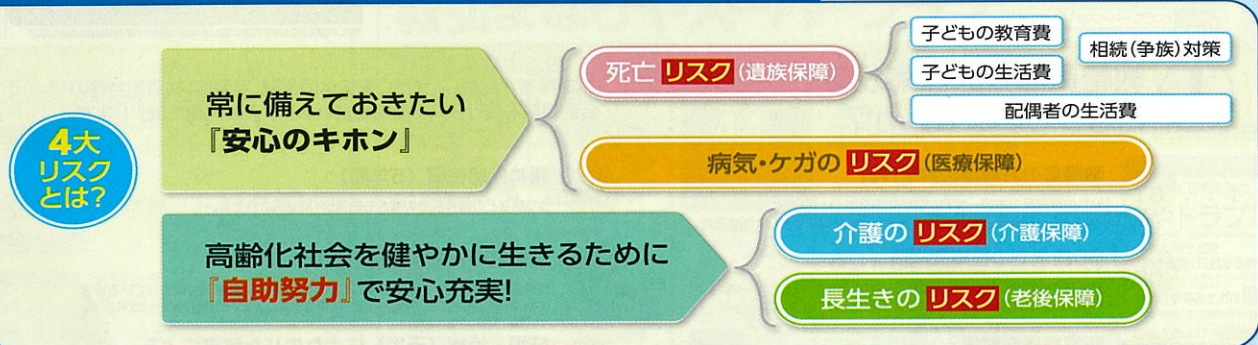 4大
リスク
とは?
常に備えておきたい
『安心のキホン』
死亡 リスク (遺族保障)
子どもの教育費
子どもの生活費
相続(争族)対策
配偶者の生活費
病気・ケガの リスク (医療保障)
高齢化社会を健やかに生きるために
『自助努力』で安心充実!
介護の リスク (介護保障)
長生きの リスク (老後保障)